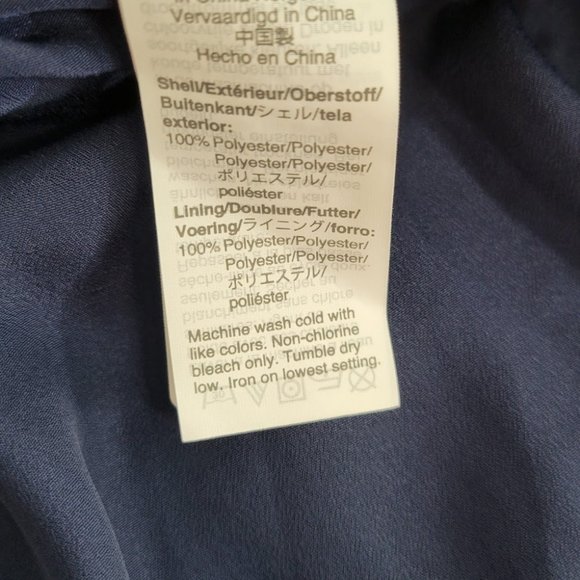 Vervaardigd in China
中国製
Hecho en China
Shell/Extérieur/Oberstoff/
Buitenkant/シェル/tela
exterior:
100% Polyester/Polyester/
Polyester/Polyester/
ポリエステル/
poliéster
Lining/Doublure/Futter/
Voering/ライニング/forro:
100% Polyester/Polyester/
Polyester/Polyester/
ポリエステル/
poliéster
Machine wash cold with
like colors. Non-chlorine
bleach only. Tumble dry
low. Iron on lowest setting.